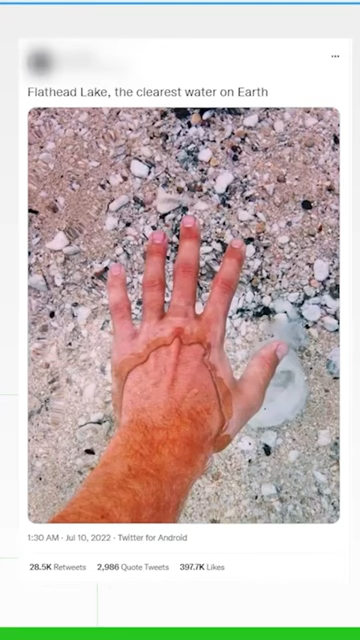 Flathead Lake, the clearest water on Earth
1:30 AM · Jul 10, 2022 · Twitter for Android
28.5K Retweets 2,986 Quote Tweets 397.7K Likes